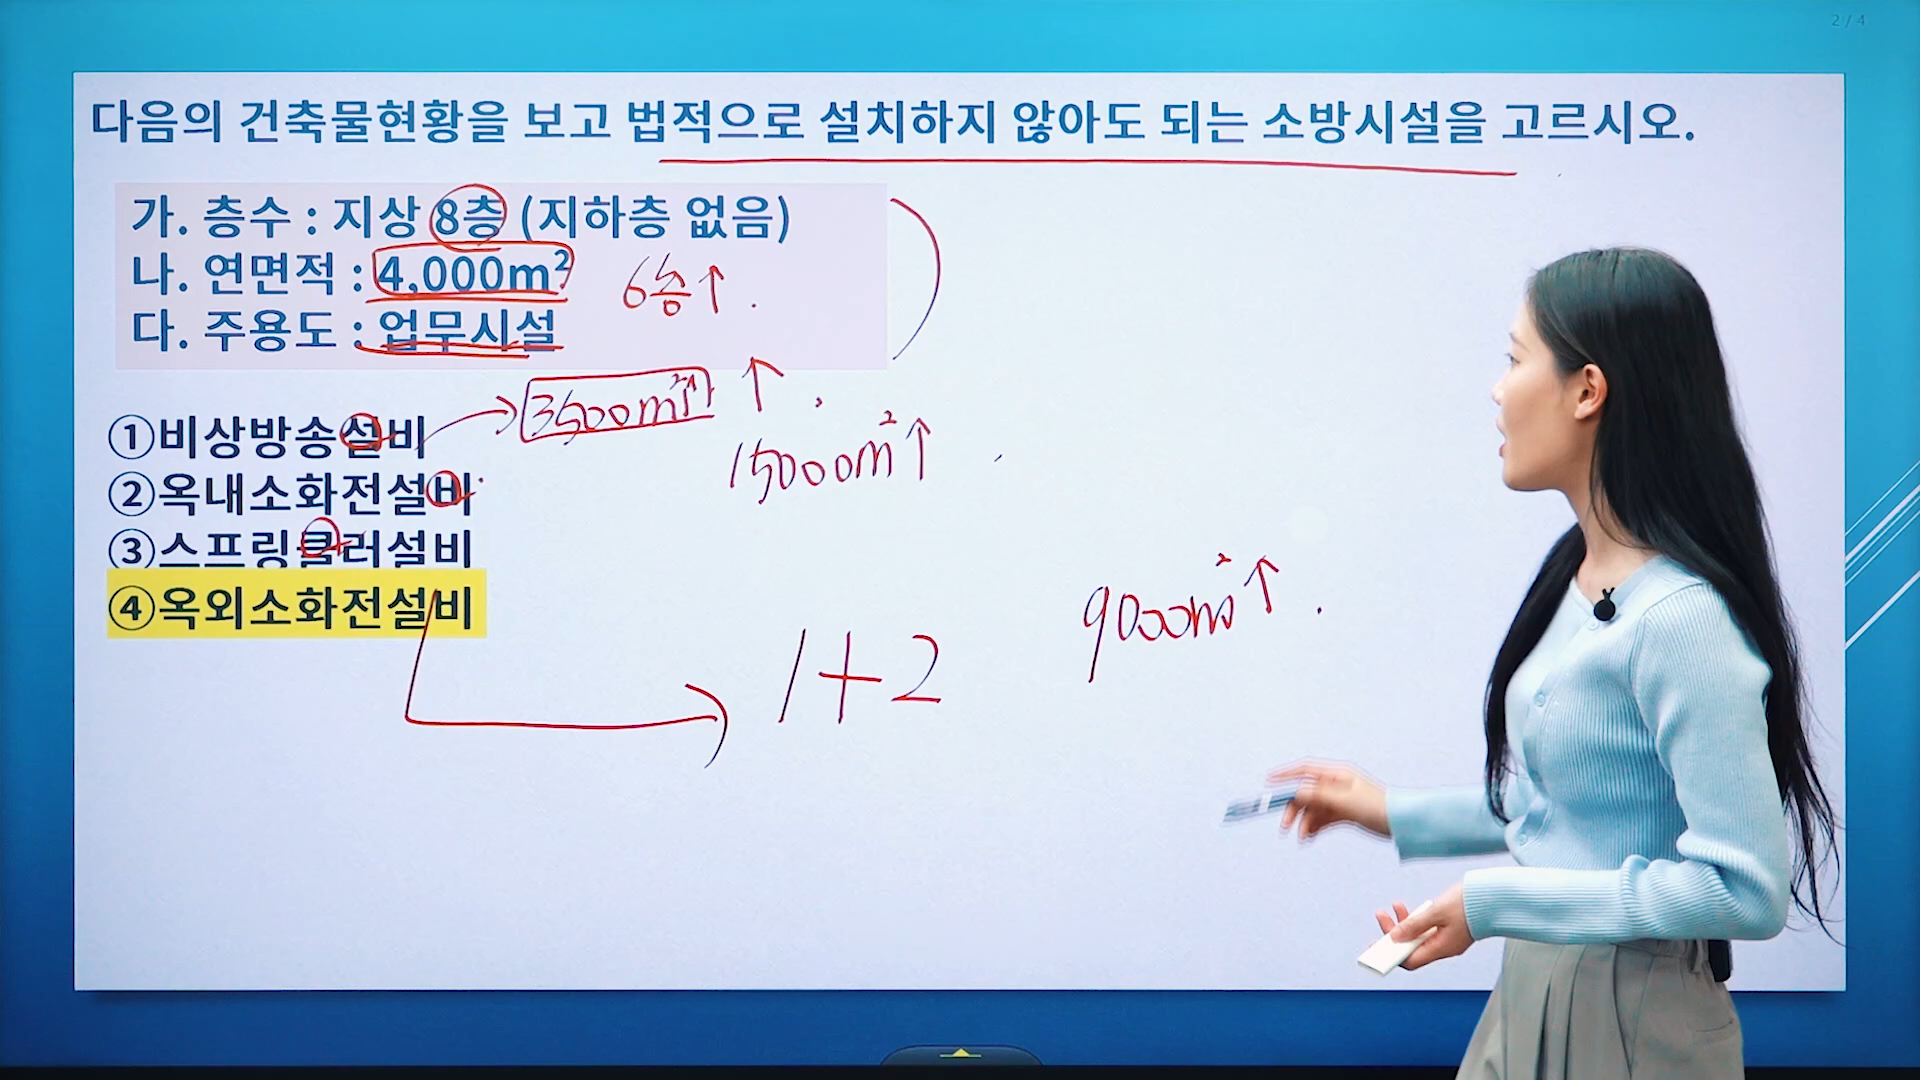 2 / 4
다음의 건축물현황을 보고 법적으로 설치하지 않아도 되는 소방시설을 고르시오.
가. 층수 : 지상 8층 (지하층 없음)
나. 연면적 : 4,000m²
6층↑
다. 주용도 : 업무시설
3500m²↑ ↑
①비상방송설비
1500m²↑
②옥내소화전설비
③스프링클러설비
④옥외소화전설비
9000m²↑
1+2